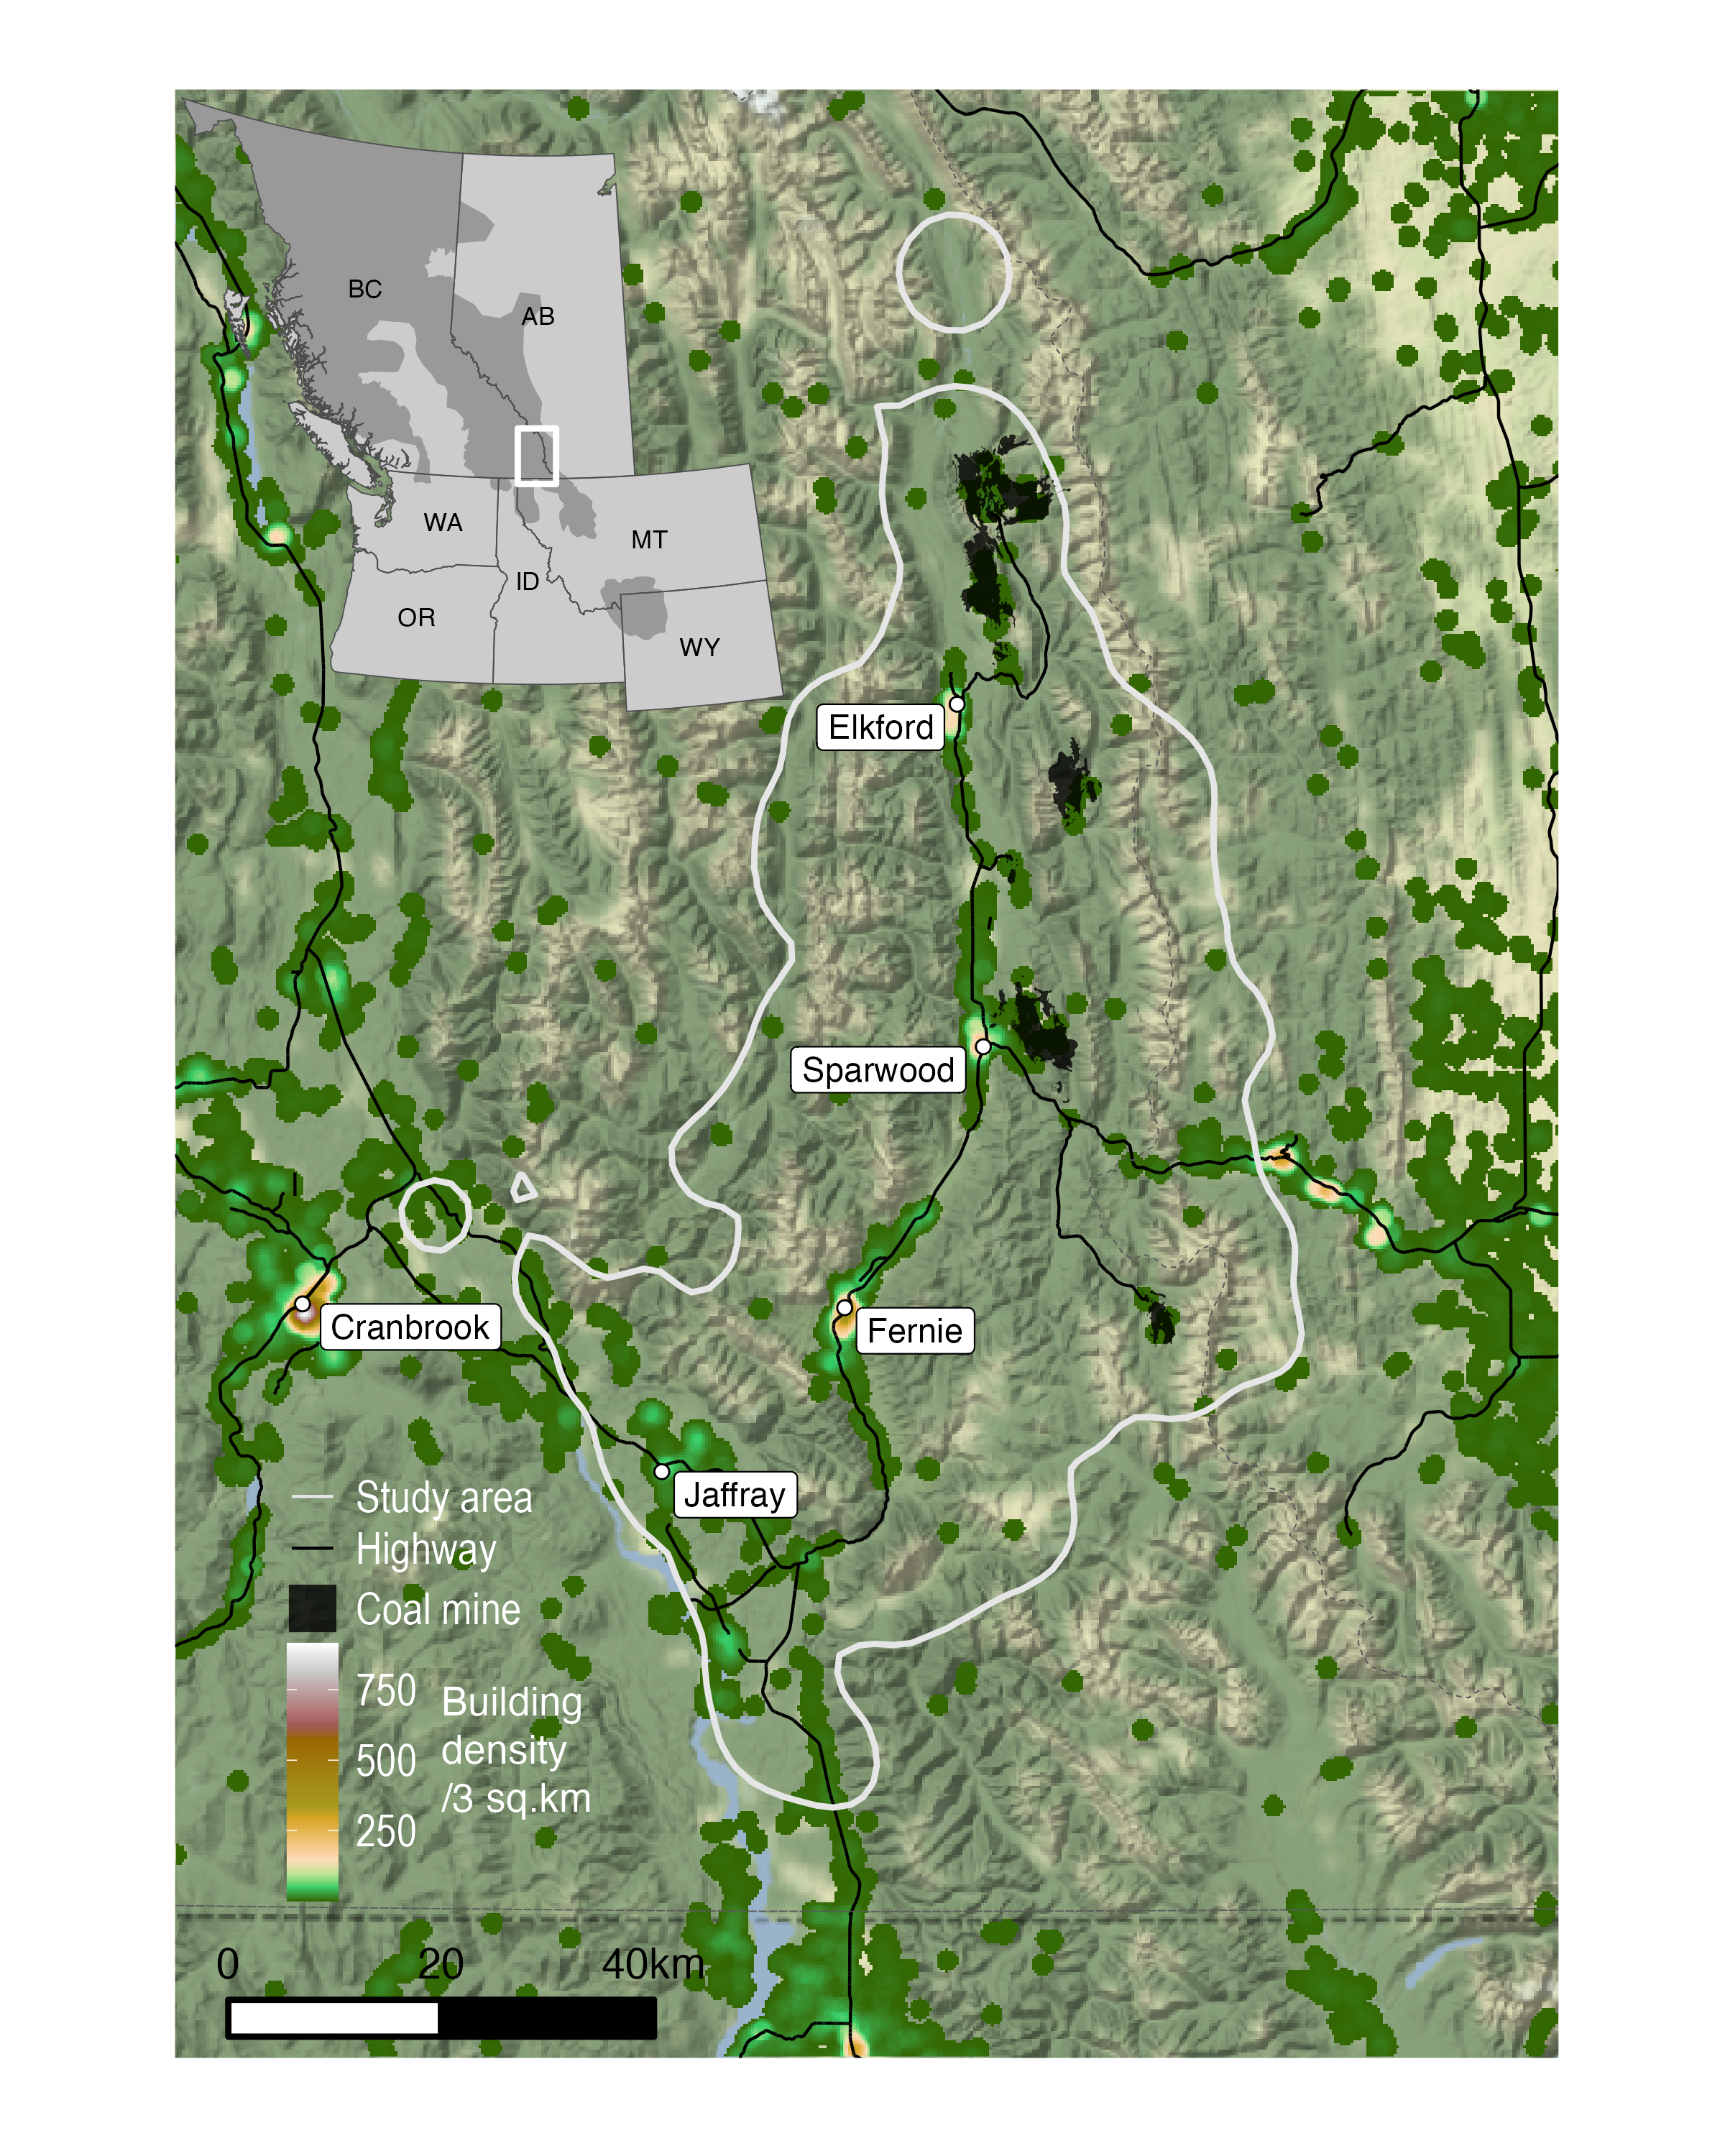 BC
AB
WA
MT
ID
OR
WY
Elkford
Sparwood
Cranbrook
Fernie
Jaffray
Study area
Highway
Coal mine
750
500
250
Building
density
/3 sq.km
0 20 40km